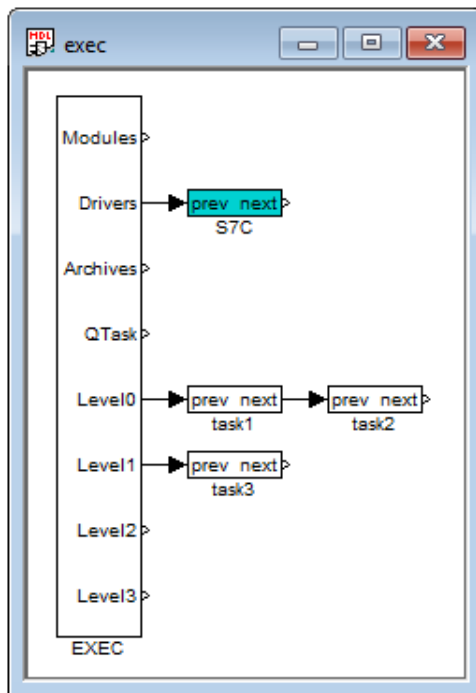 MDL exec
Modules
Drivers prev next
S7C
Archives
QTask
Level0 prev next prev next
task1 task2
Level1 prev next
task3
Level2
Level3
EXEC